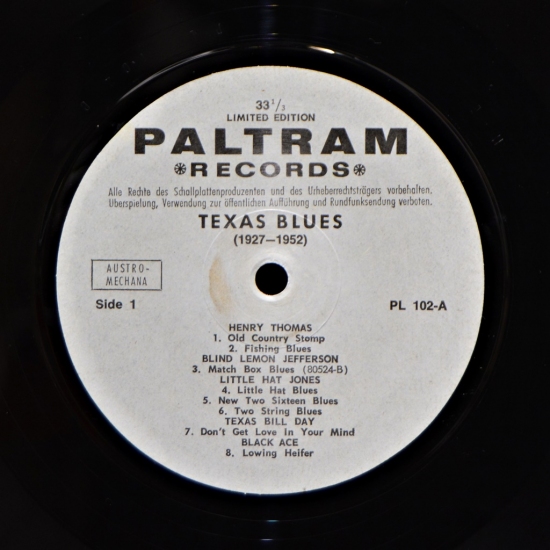 33 1/3
LIMITED EDITION
PALTRAM
*RECORDS*
Alle Rechte des Schallplattenproduzenten und des Urheberrechtsträgers vorbehalten.
Uberspielung, Verwendung zur öffentlichen Aufführung und Rundfunksendung verboten.
TEXAS BLUES
(1927—1952)
AUSTRO-
MECHANA
Side 1
PL 102-A
HENRY THOMAS
1. Old Country Stomp
2. Fishing Blues
BLIND LEMON JEFFERSON
3. Match Box Blues (80524-B)
LITTLE HAT JONES
4. Little Hat Blues
5. New Two Sixteen Blues
6. Two String Blues
TEXAS BILL DAY
7. Don't Get Love In Your Mind
BLACK ACE
8. Lowing Heifer